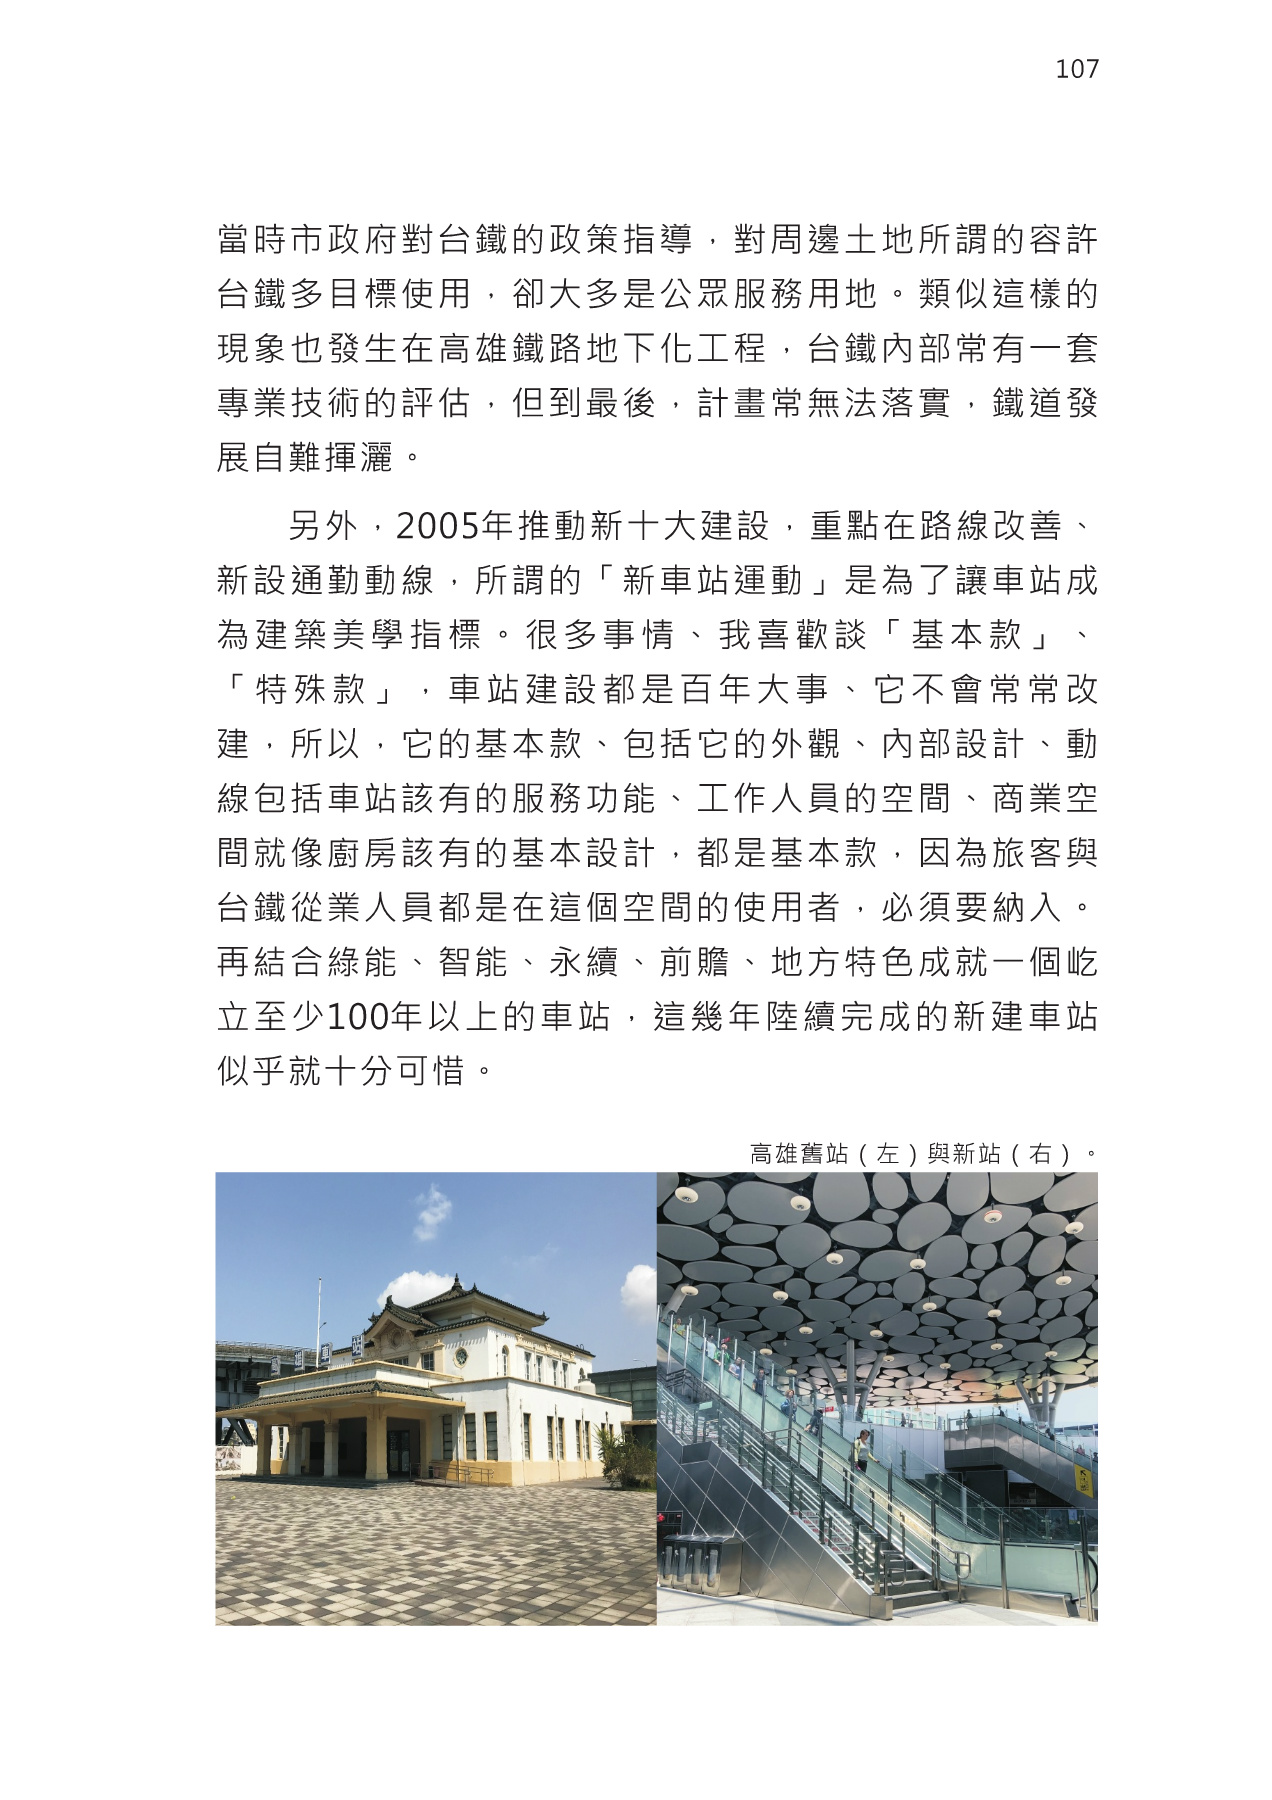 107
當時市政府對台鐵的政策指導，對周邊土地所謂的容許
台鐵多目標使用，卻大多是公眾服務用地。類似這樣的
現象也發生在高雄鐵路地下化工程，台鐵內部常有一套
專業技術的評估，但到最後，計畫常無法落實，鐵道發
展自難揮灑。
另外，2005年推動新十大建設，重點在路線改善、
新設通勤動線，所謂的「新車站運動」是為了讓車站成
為建築美學指標。很多事情、我喜歡談「基本款」、
「特殊款」，車站建設都是百年大事、它不會常常改
建，所以，它的基本款、包括它的外觀、內部設計、動
線包括車站該有的服務功能、工作人員的空間、商業空
間就像廚房該有的基本設計，都是基本款，因為旅客與
台鐵從業人員都是在這個空間的使用者，必須要納入。
再結合綠能、智能、永續、前贍、地方特色成就一個屹
立至少100年以上的車站，這幾年陸續完成的新建車站
似乎就十分可惜。
高雄舊站（左）與新站（右）。